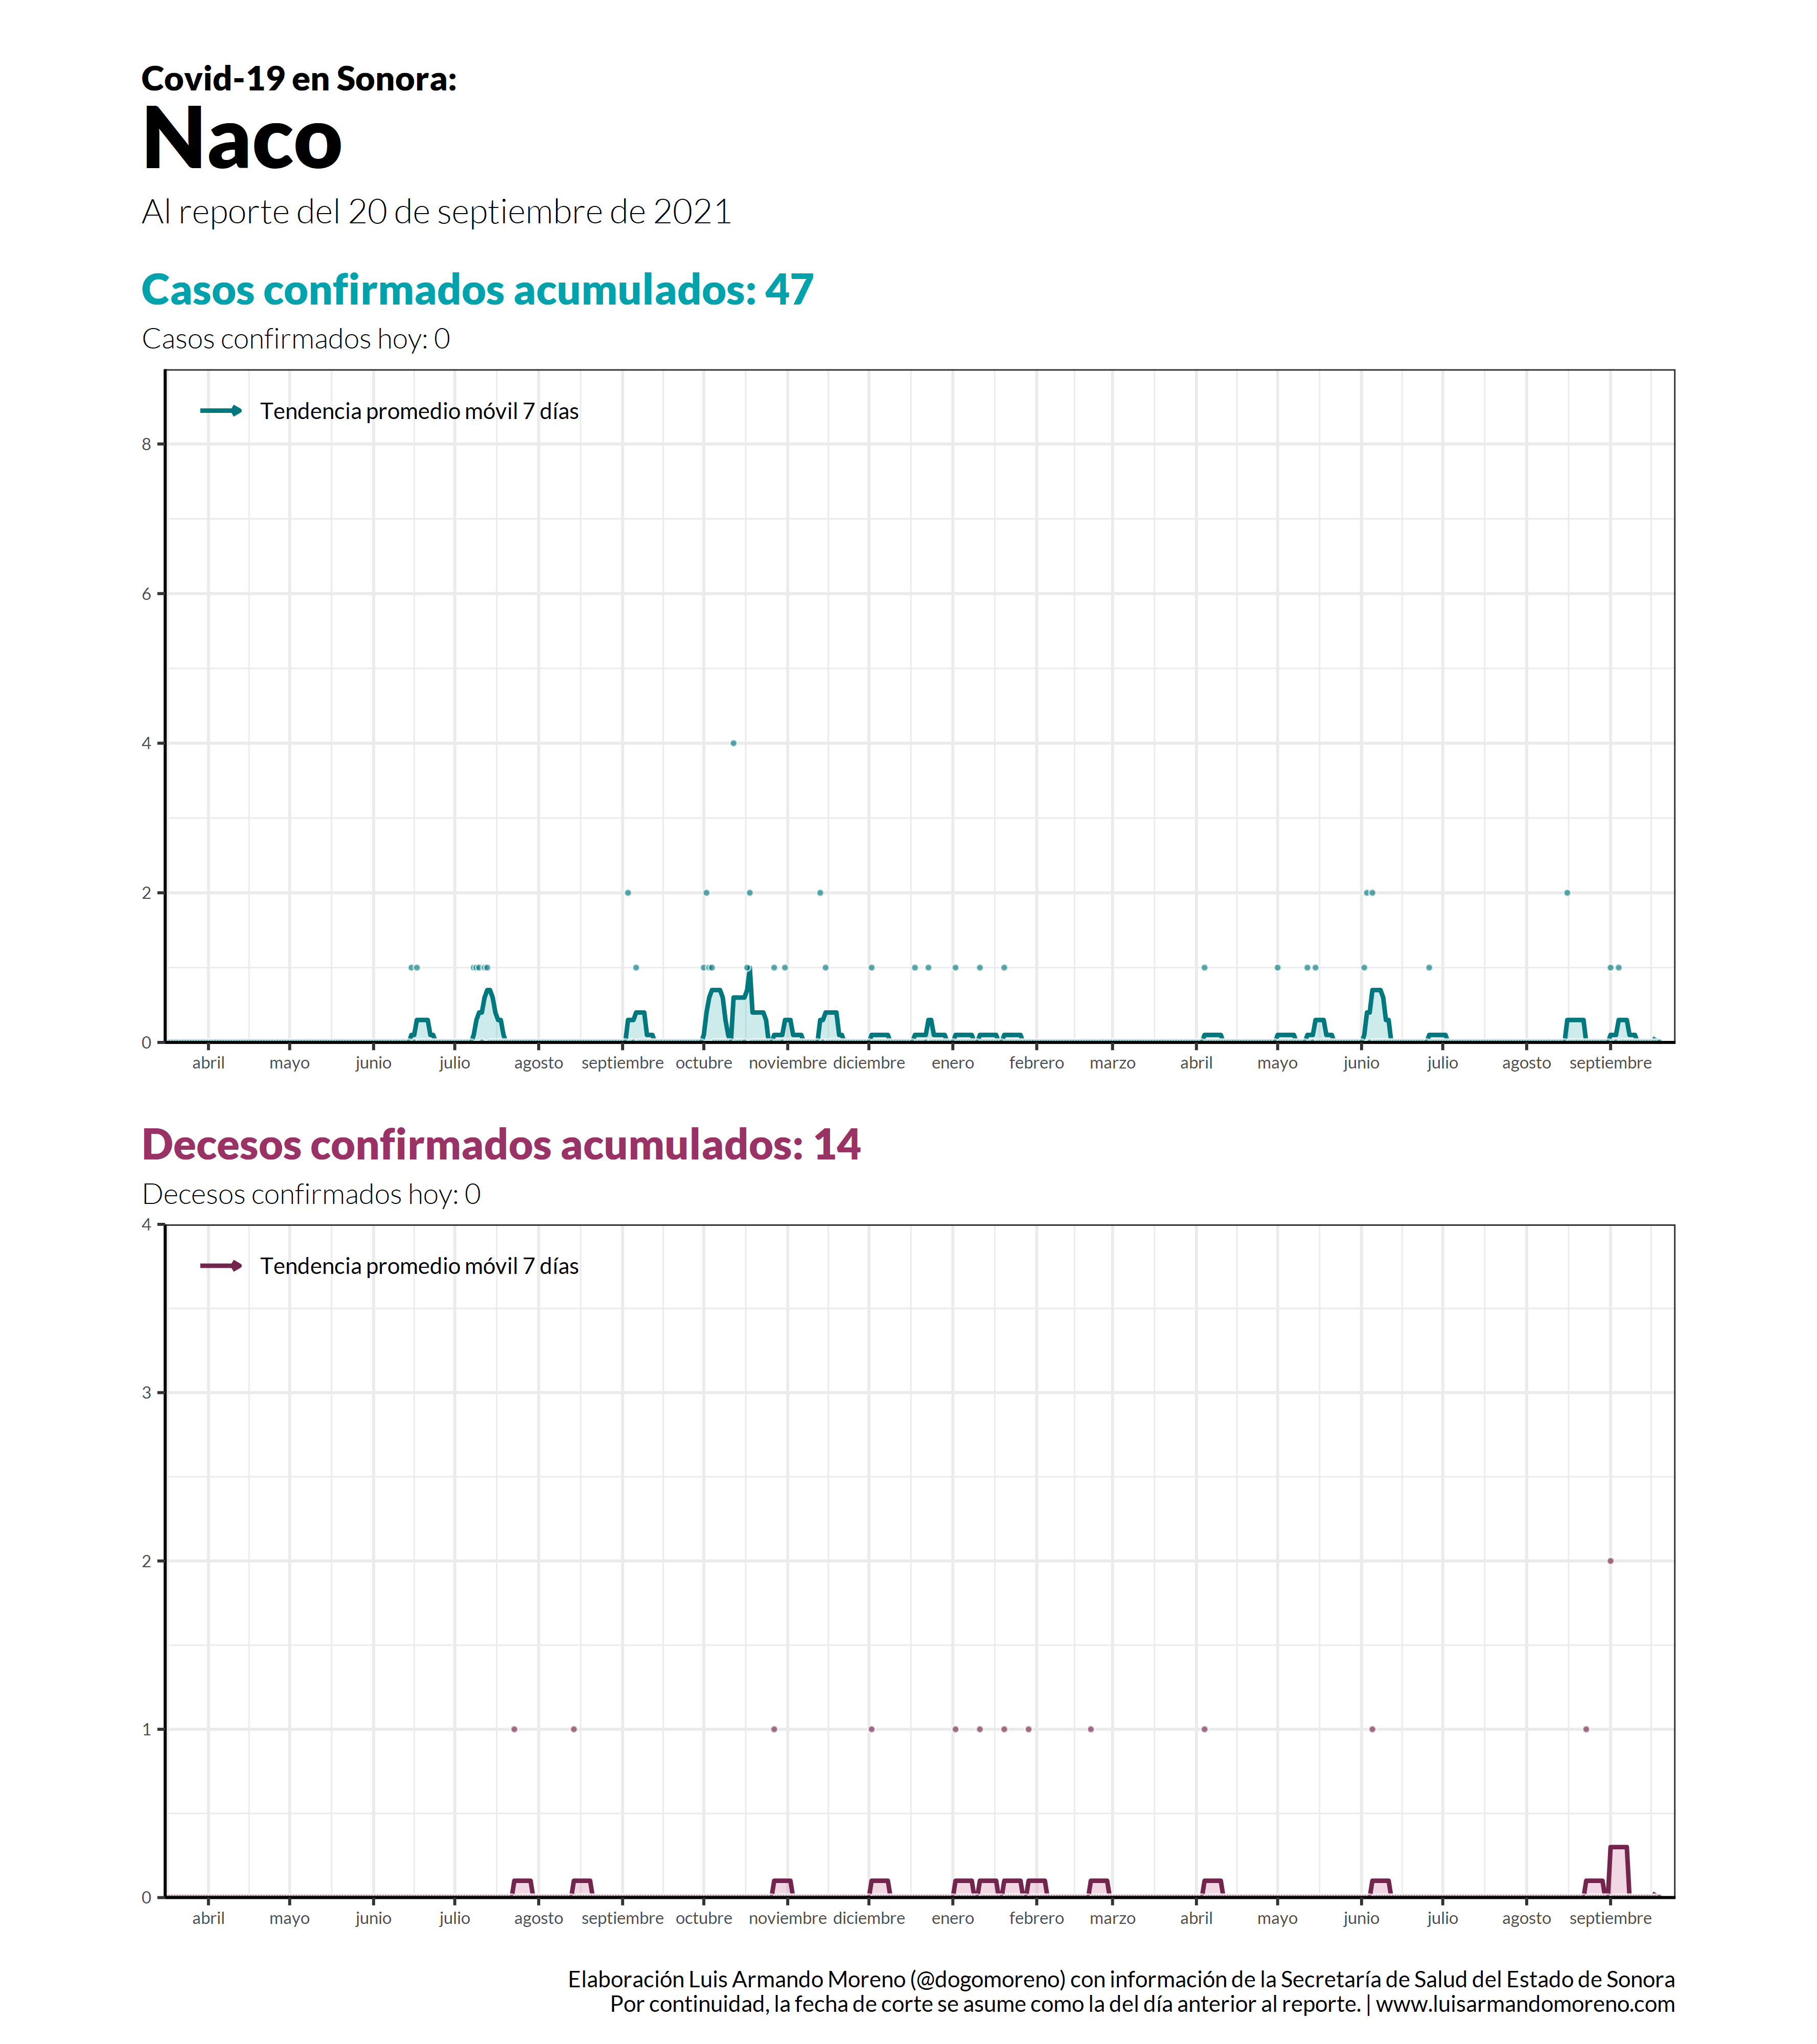 Covid-19 en Sonora:
Naco
Al reporte del 20 de septiembre de 2021
Casos confirmados acumulados: 47
Casos confirmados hoy: 0
Tendencia promedio móvil 7 días
8
6
4
2
0
abril mayo junio julio agosto septiembre octubre noviembre diciembre enero febrero marzo abril mayo junio julio agosto septiembre
Decesos confirmados acumulados: 14
Decesos confirmados hoy: 0
4
Tendencia promedio móvil 7 días
3
2
1
0
abril mayo junio julio agosto septiembre octubre noviembre diciembre enero febrero marzo abril mayo junio julio agosto septiembre
Elaboración Luis Armando Moreno (@dogomoreno) con información de la Secretaría de Salud del Estado de Sonora
Por continuidad, la fecha de corte se asume como la del día anterior al reporte. | www.luisarmandomoreno.com